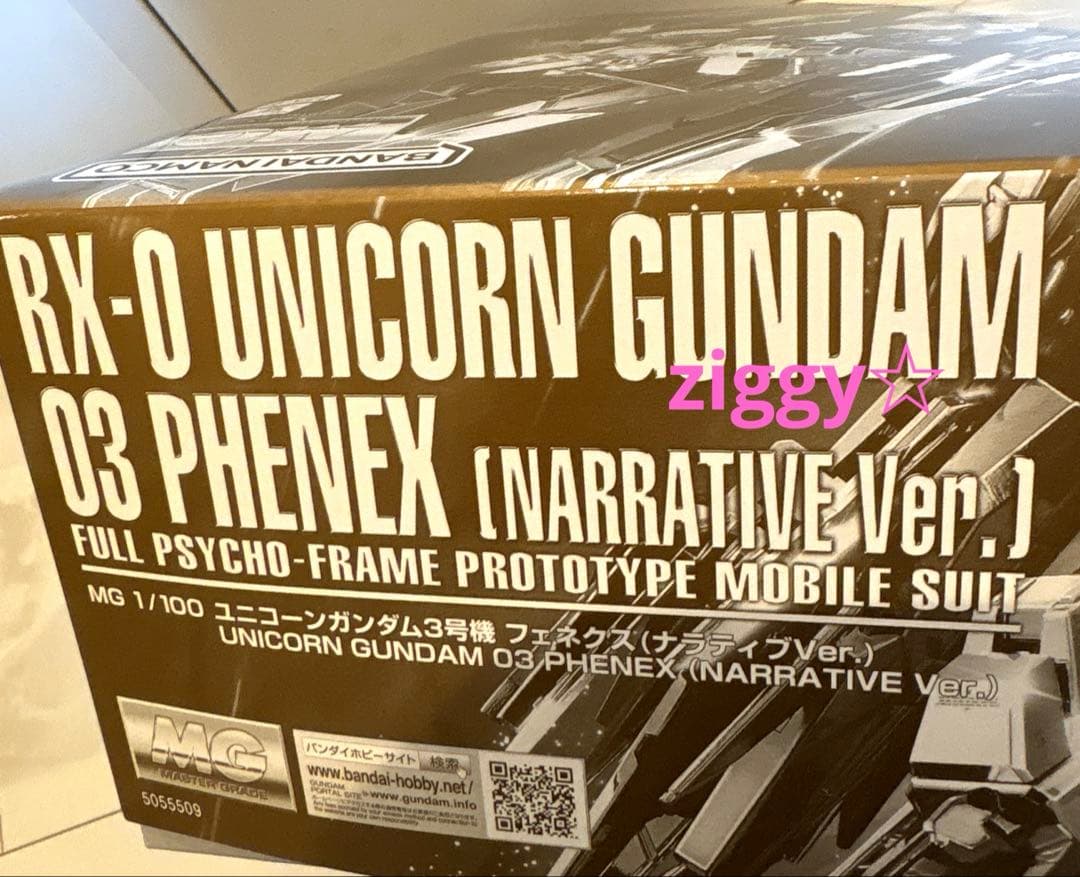 BANDAI NAMCO
RX-0 UNICORN GUNDAM
ziggy☆
03 PHENEX (NARRATIVE Ver.)
FULL PSYCHO-FRAME PROTOTYPE MOBILE SUIT
MG 1/100 ユニコーンガンダム3号機 フェネクス(ナラティブVer.)
UNICORN GUNDAM 03 PHENEX (NARRATIVE Ver.)
MG
MASTER GRADE
5055509
バンダイホビーサイト 検索
www.bandai-hobby.net/
GUNDAM
PORTAL SITE www.gundam.info